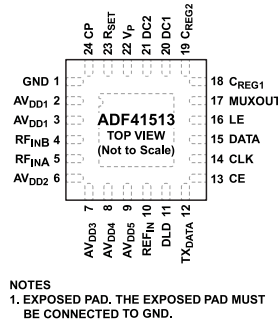 24 CP
23 RSET
22 VP
21 DC2
20 DC1
19 CREG2
GND 1
AVDD1 2
AVDD1 3
RFINB 4
RFINA 5
AVDD2 6
ADF41513
TOP VIEW
(Not to Scale)
18 CREG1
17 MUXOUT
16 LE
15 DATA
14 CLK
13 CE
AVDD3 7
AVDD4 8
AVDD5 9
REFIN 10
DLD 11
TXDATA 12
NOTES
1. EXPOSED PAD. THE EXPOSED PAD MUST
BE CONNECTED TO GND.